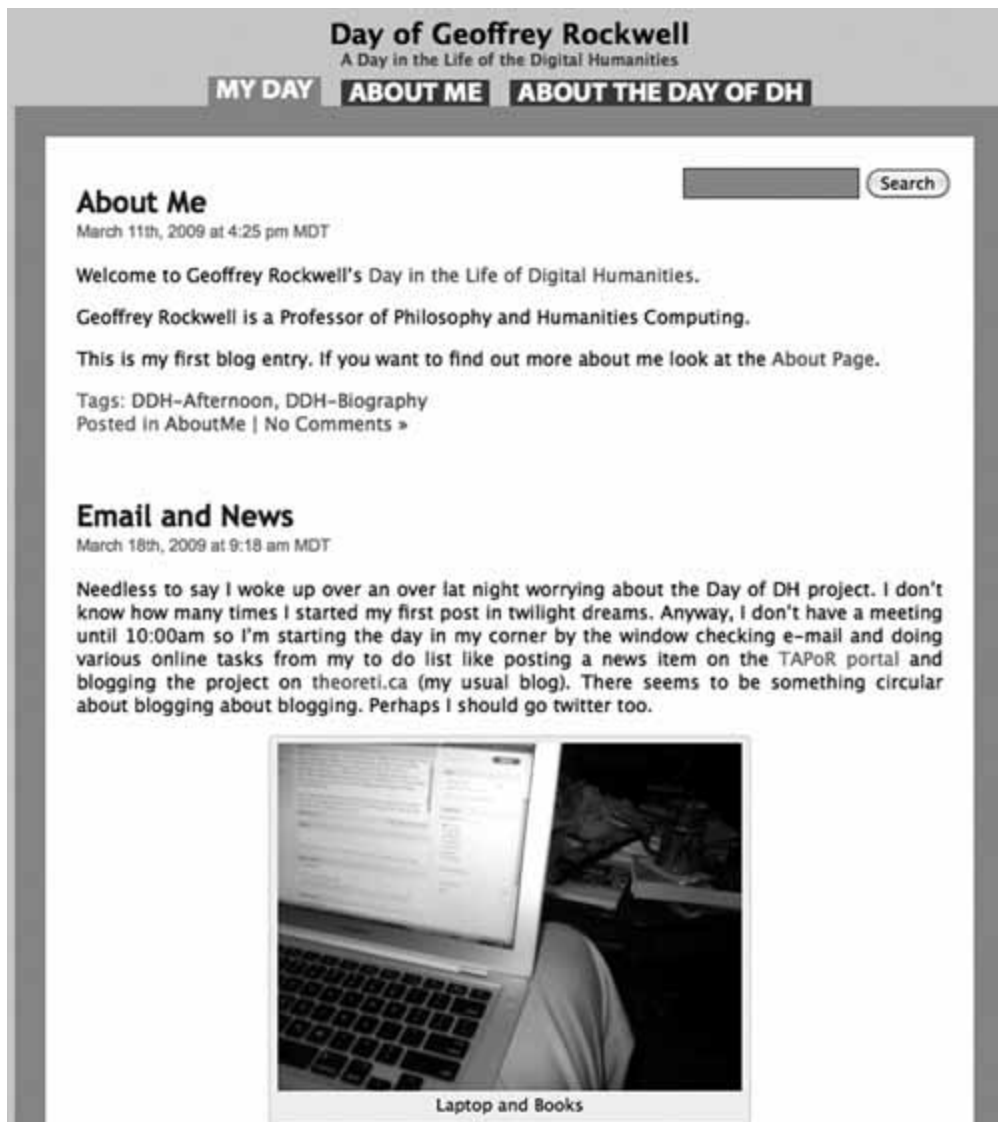 Day of Geoffrey Rockwell
A Day in the Life of the Digital Humanities
MY DAY ABOUT ME ABOUT THE DAY OF DH
Search
About Me
March 11th, 2009 at 4:25 pm MDT
Welcome to Geoffrey Rockwell's Day in the Life of Digital Humanities.
Geoffrey Rockwell is a Professor of Philosophy and Humanities Computing.
This is my first blog entry. If you want to find out more about me look at the About Page.
Tags: DDH-Afternoon, DDH-Biography
Posted in AboutMe | No Comments »
Email and News
March 18th, 2009 at 9:18 am MDT
Needless to say I woke up over an over lat night worrying about the Day of DH project. I don't
know how many times I started my first post in twilight dreams. Anyway, I don't have a meeting
until 10:00am so I'm starting the day in my corner by the window checking e-mail and doing
various online tasks from my to do list like posting a news item on the TAPoR portal and
blogging the project on theoreti.ca (my usual blog). There seems to be something circular
about blogging about blogging. Perhaps I should go twitter too.
Laptop and Books